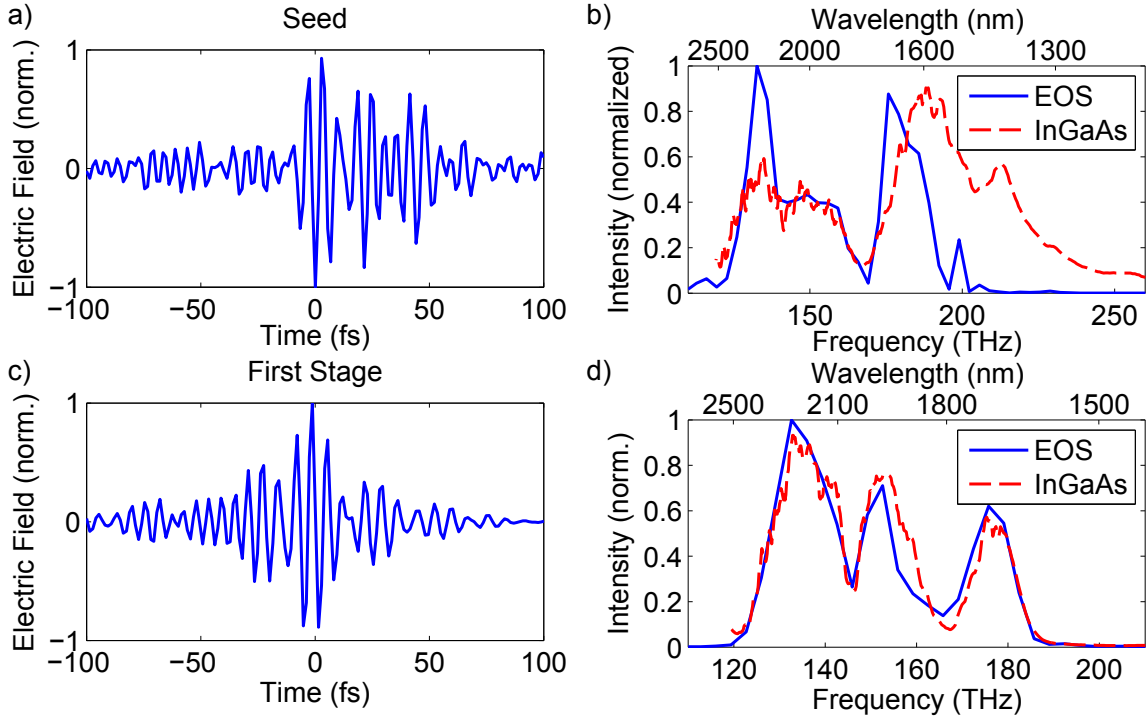 a)
Seed
Electric Field (norm.)
1
0
−1
−100
−50
0
50
100
Time (fs)
b)
Wavelength (nm)
2500
2000
1600
1300
Intensity (normalized)
1
0.8
0.6
0.4
0.2
0
EOS
InGaAs
150
200
250
Frequency (THz)
c)
First Stage
Electric Field (norm.)
1
0
−1
−100
−50
0
50
100
Time (fs)
d)
Wavelength (nm)
2500
2100
1800
1500
Intensity (norm.)
1
0.8
0.6
0.4
0.2
0
EOS
InGaAs
120
140
160
180
200
Frequency (THz)